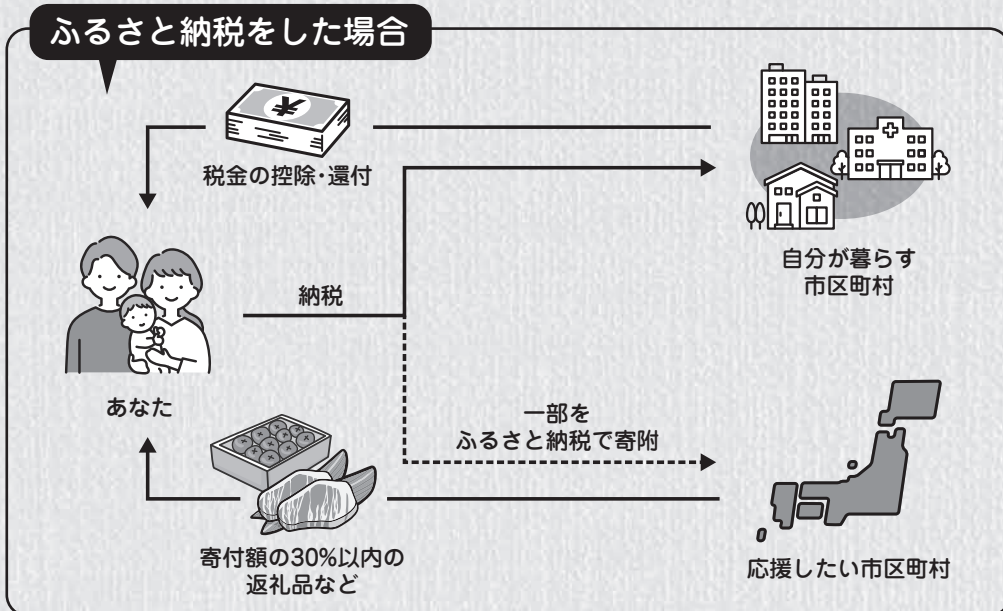 ふるさと納税をした場合
¥
税金の控除・還付
自分が暮らす
市区町村
納税
あなた
一部を
ふるさと納税で寄附
寄付額の30%以内の
返礼品など
応援したい市区町村